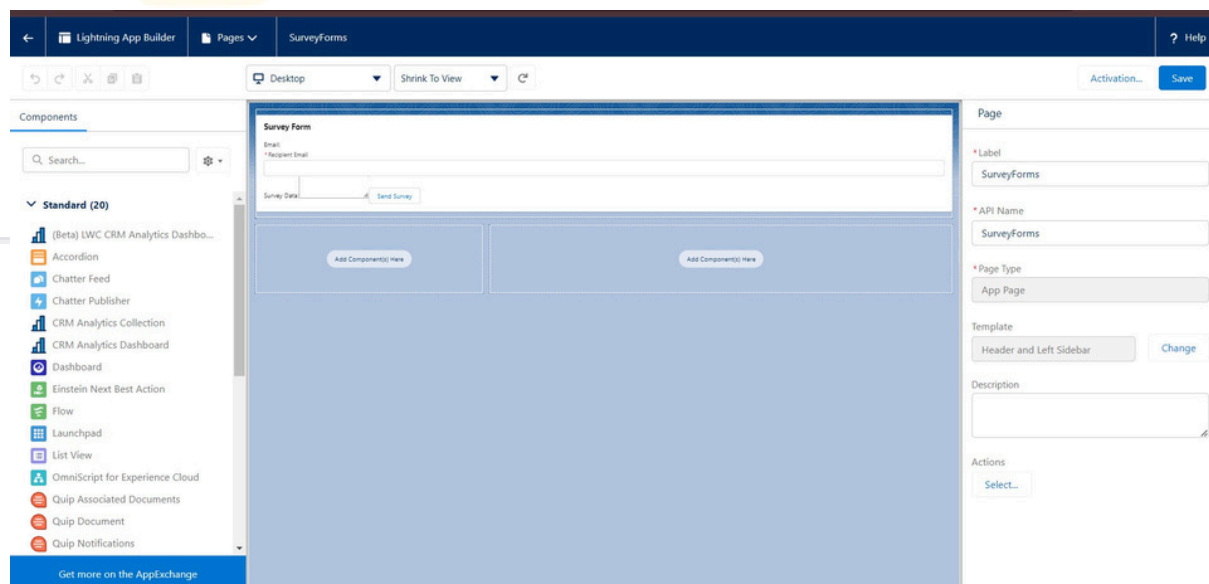 Lightning App Builder
Pages
SurveyForms
? Help
Desktop
Shrink To View
Activation...
Save
Components
Search...
Standard (20)
(Beta) LWC CRM Analytics Dashbo...
Accordion
Chatter Feed
Chatter Publisher
CRM Analytics Collection
CRM Analytics Dashboard
Dashboard
Einstein Next Best Action
Flow
Launchpad
List View
OmniScript for Experience Cloud
Quip Associated Documents
Quip Document
Quip Notifications
Get more on the AppExchange
Survey Form
Email:
*Recipient Email
Survey Data:
Send Survey
Add Component(s) Here
Add Component(s) Here
Page
*Label
SurveyForms
*API Name
SurveyForms
*Page Type
App Page
Template
Header and Left Sidebar
Change
Description
Actions
Select...